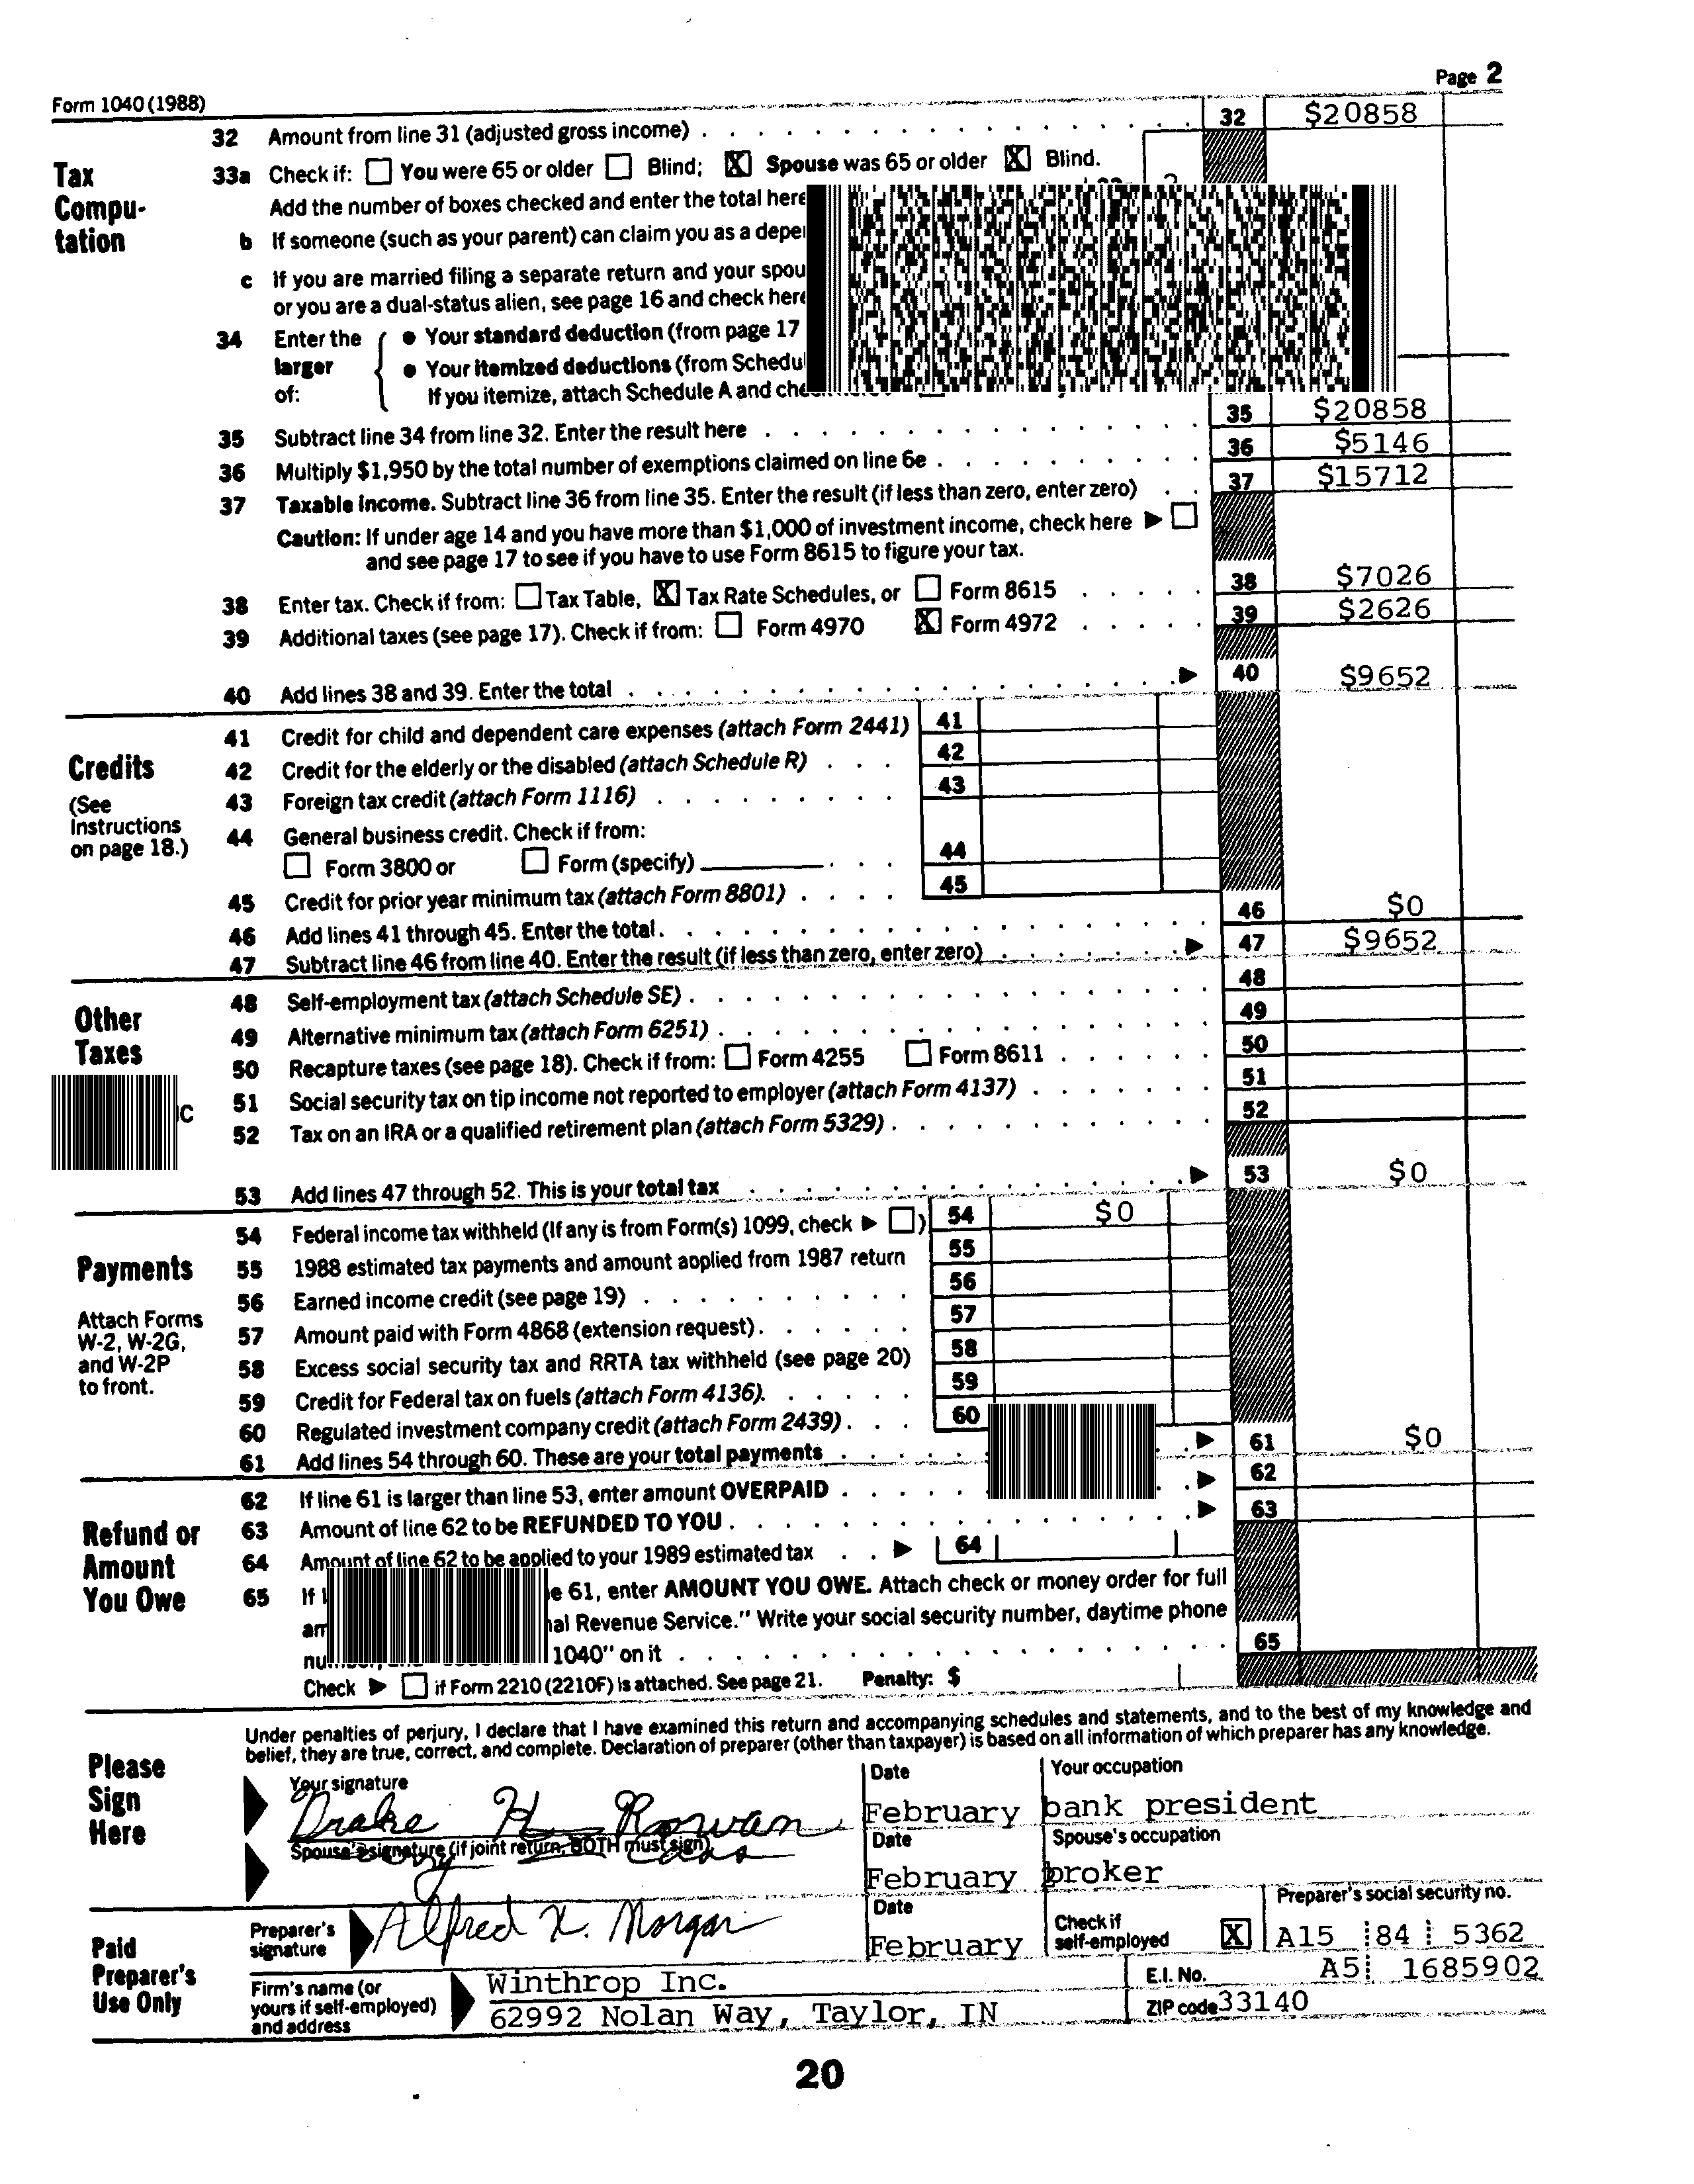 Page 2
Form 1040 (1988)
32 Amount from line 31 (adjusted gross income) . . . . 32 $20858
Tax Compu- tation
33a Check if: You were 65 or older Blind; X Spouse was 65 or older X Blind.
Add the number of boxes checked and enter the total here
b If someone (such as your parent) can claim you as a
c If you are married filing a separate return and your
or you are a dual-status alien, see page 16 and check here
34 Enter the larger of:
• Your standard deduction (from page 17
• Your itemized deductions (from
If you itemize, attach Schedule A and
35 Subtract line 34 from line 32. Enter the result here . . . . 35 $20858
36 Multiply $1,950 by the total number of exemptions claimed on line 6e . . . . 36 $5146
37 Taxable income. Subtract line 36 from line 35. Enter the result (if less than zero, enter zero) . . 37 $15712
Caution: If under age 14 and you have more than $1,000 of investment income, check here ▶
and see page 17 to see if you have to use Form 8615 to figure your tax.
38 Enter tax. Check if from: Tax Table, X Tax Rate Schedules, or Form 8615 . . . . 38 $7026
39 Additional taxes (see page 17). Check if from: Form 4970 X Form 4972 . . . . 39 $2626
40 Add lines 38 and 39. Enter the total . . . . ▶ 40 $9652
Credits
(See Instructions on page 18.)
41 Credit for child and dependent care expenses (attach Form 2441) 41
42 Credit for the elderly or the disabled (attach Schedule R) . . . 42
43 Foreign tax credit (attach Form 1116) . . . . 43
44 General business credit. Check if from:
Form 3800 or Form (specify) . . . 44
45 Credit for prior year minimum tax (attach Form 8801) . . . . 45
46 Add lines 41 through 45. Enter the total . . . . 46 $0
47 Subtract line 46 from line 40. Enter the result (if less than zero, enter zero) . . . . ▶ 47 $9652
Other Taxes
48 Self-employment tax (attach Schedule SE) . . . . 48
49 Alternative minimum tax (attach Form 6251) . . . . 49
50 Recapture taxes (see page 18). Check if from: Form 4255 Form 8611 . . . . 50
51 Social security tax on tip income not reported to employer (attach Form 4137) . . . . 51
52 Tax on an IRA or a qualified retirement plan (attach Form 5329) . . . . 52
53 Add lines 47 through 52. This is your total tax . . . . ▶ 53 $0
Payments
Attach Forms W-2, W-2G, and W-2P to front.
54 Federal income tax withheld (If any is from Form(s) 1099, check ▶ ) 54 $0
55 1988 estimated tax payments and amount applied from 1987 return 55
56 Earned income credit (see page 19) . . . . 56
57 Amount paid with Form 4868 (extension request) . . . . 57
58 Excess social security tax and RRTA tax withheld (see page 20) 58
59 Credit for Federal tax on fuels (attach Form 4136) . . . . 59
60 Regulated investment company credit (attach Form 2439) . . . 60
61 Add lines 54 through 60. These are your total payments . . . . ▶ 61 $0
Refund or Amount You Owe
62 If line 61 is larger than line 53, enter amount OVERPAID . . . . ▶ 62
63 Amount of line 62 to be REFUNDED TO YOU . . . . ▶ 63
64 Amount of line 62 to be applied to your 1989 estimated tax . . ▶ 64
65 If 61, enter AMOUNT YOU OWE. Attach check or money order for full
Revenue Service." Write your social security number, daytime phone
1040" on it . . . . 65
Check ▶ if Form 2210 (2210F) is attached. See page 21. Penalty: $
Please Sign Here
Under penalties of perjury, I declare that I have examined this return and accompanying schedules and statements, and to the best of my knowledge and
belief, they are true, correct, and complete. Declaration of preparer (other than taxpayer) is based on all information of which preparer has any knowledge.
Your signature Date Your occupation
Drake H Rowan February bank president
Spouse's signature (if joint return, BOTH must sign) Date Spouse's occupation
February broker
Paid Preparer's Use Only
Preparer's signature Alfred X. Morgan Date February Check if self-employed X Preparer's social security no. A15 84 5362
Firm's name (or yours if self-employed) and address
Winthrop Inc. E.I. No. A5 1685902
62992 Nolan Way, Taylor, IN ZIP code 33140
20